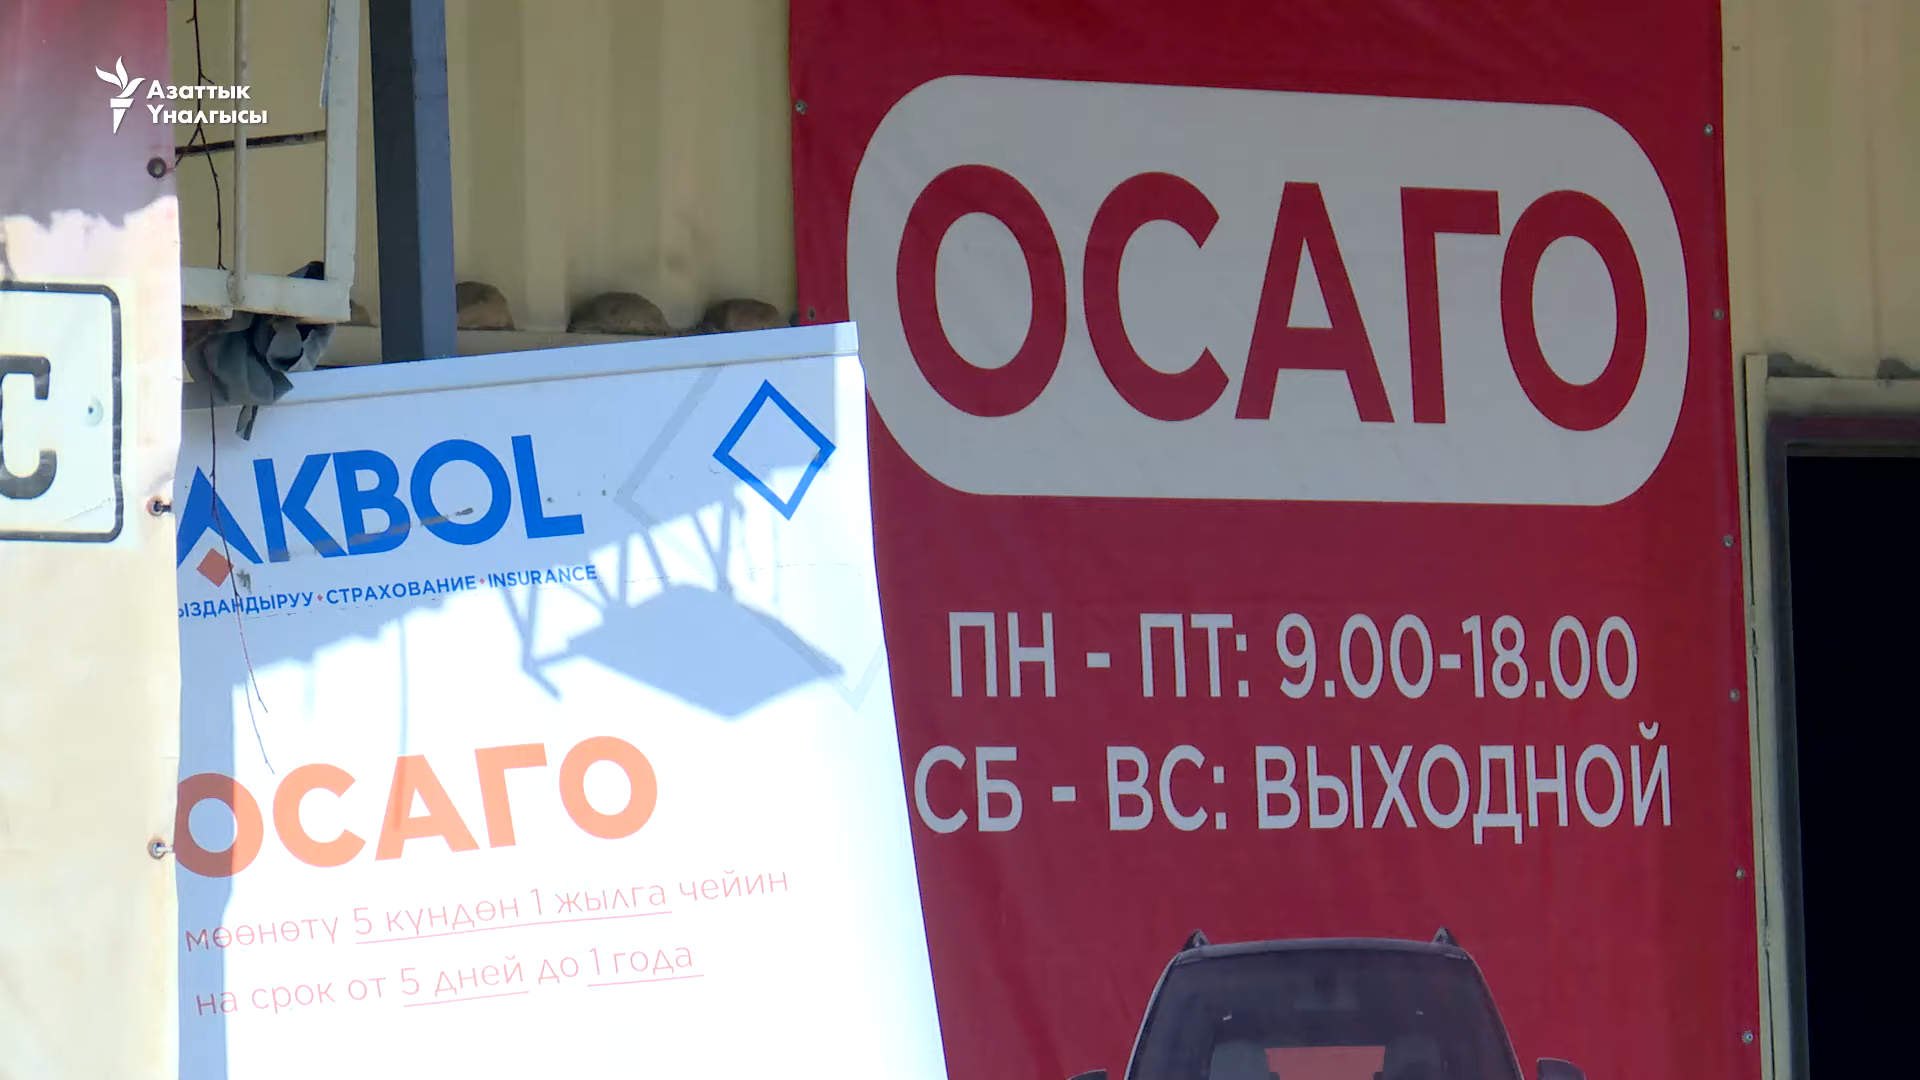 Азаттык
Үналгысы
С
AKBOL
ЫЗДАНДЫРУУ•СТРАХОВАНИЕ•INSURANCE
ОСАГО
мөөнөтү 5 күндөн 1 жылга чейин
на срок от 5 дней до 1 года
ОСАГО
ПН - ПТ: 9.00-18.00
СБ - ВС: ВЫХОДНОЙ